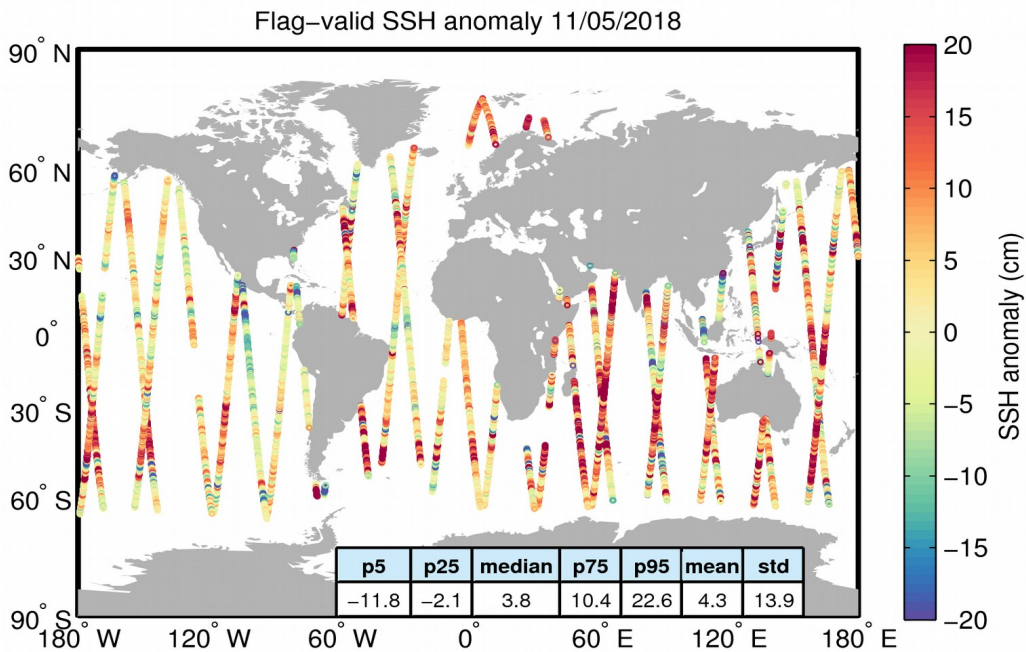 Flag−valid SSH anomaly 11/05/2018
90° N
60° N
30° N
0°
30° S
60° S
90° S
180° W 120° W 60° W 0° 60° E 120° E 180° E
p5 p25 median p75 p95 mean std
−11.8 −2.1 3.8 10.4 22.6 4.3 13.9
20
15
10
5
0
−5
−10
−15
−20
SSH anomaly (cm)